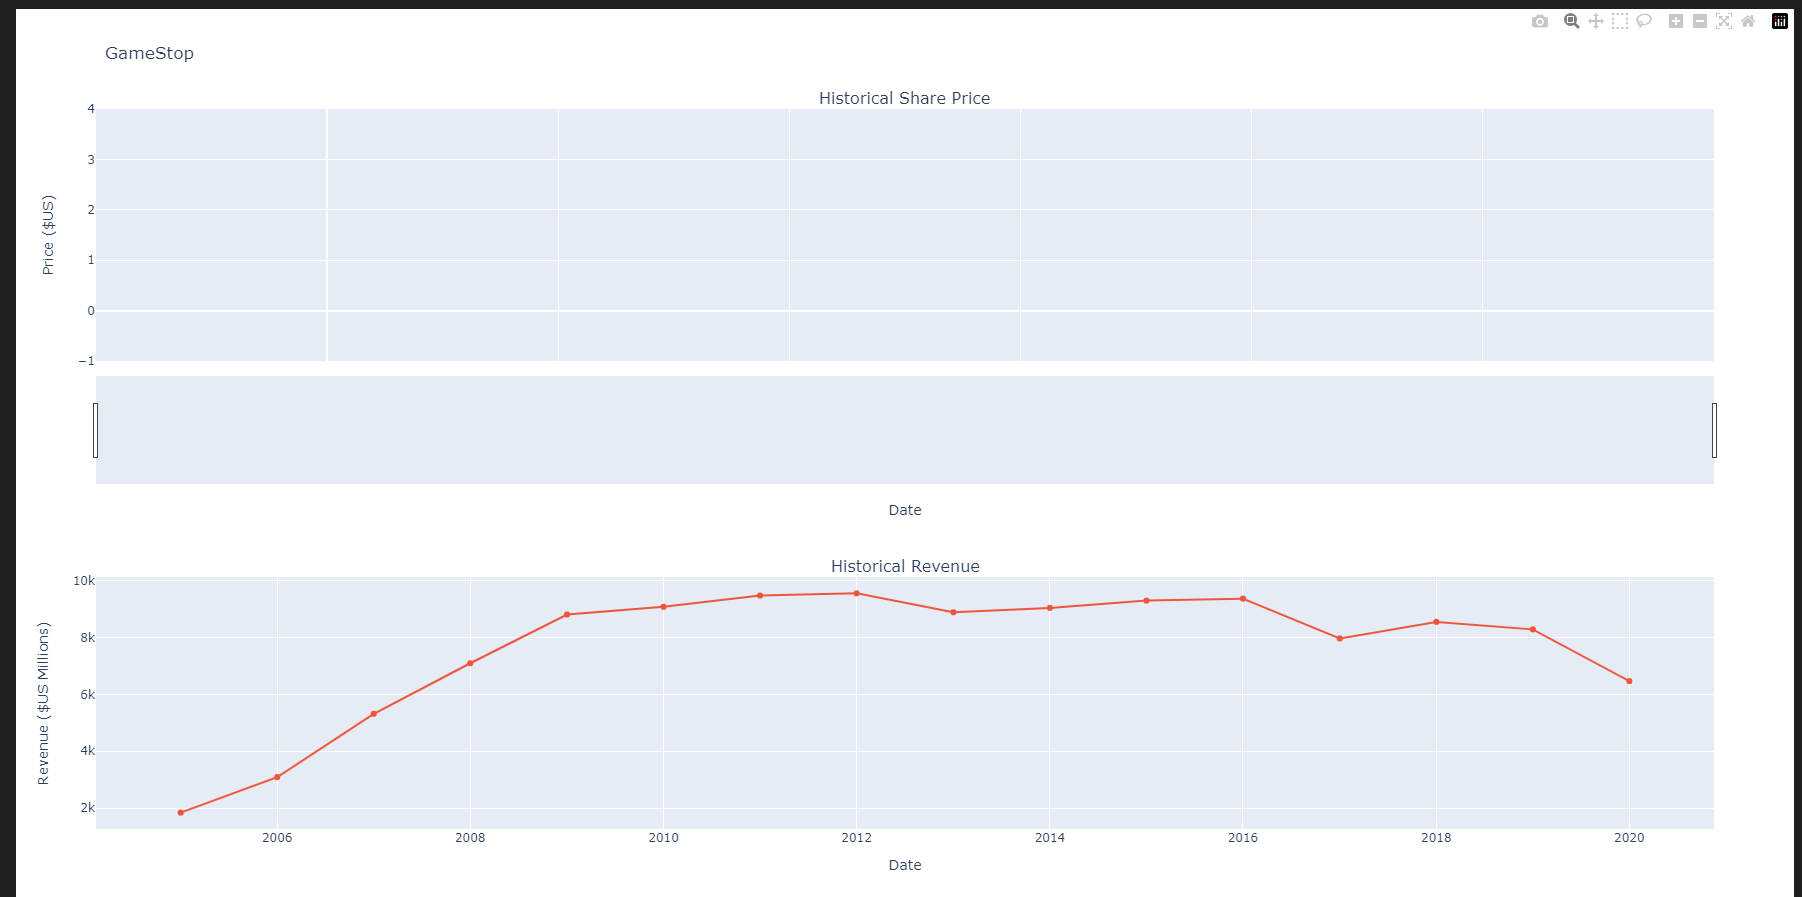 GameStop
Historical Share Price
4
3
2
1
0
−1
Price ($US)
Date
Historical Revenue
10k
8k
6k
4k
2k
Revenue ($US Millions)
2006 2008 2010 2012 2014 2016 2018 2020
Date